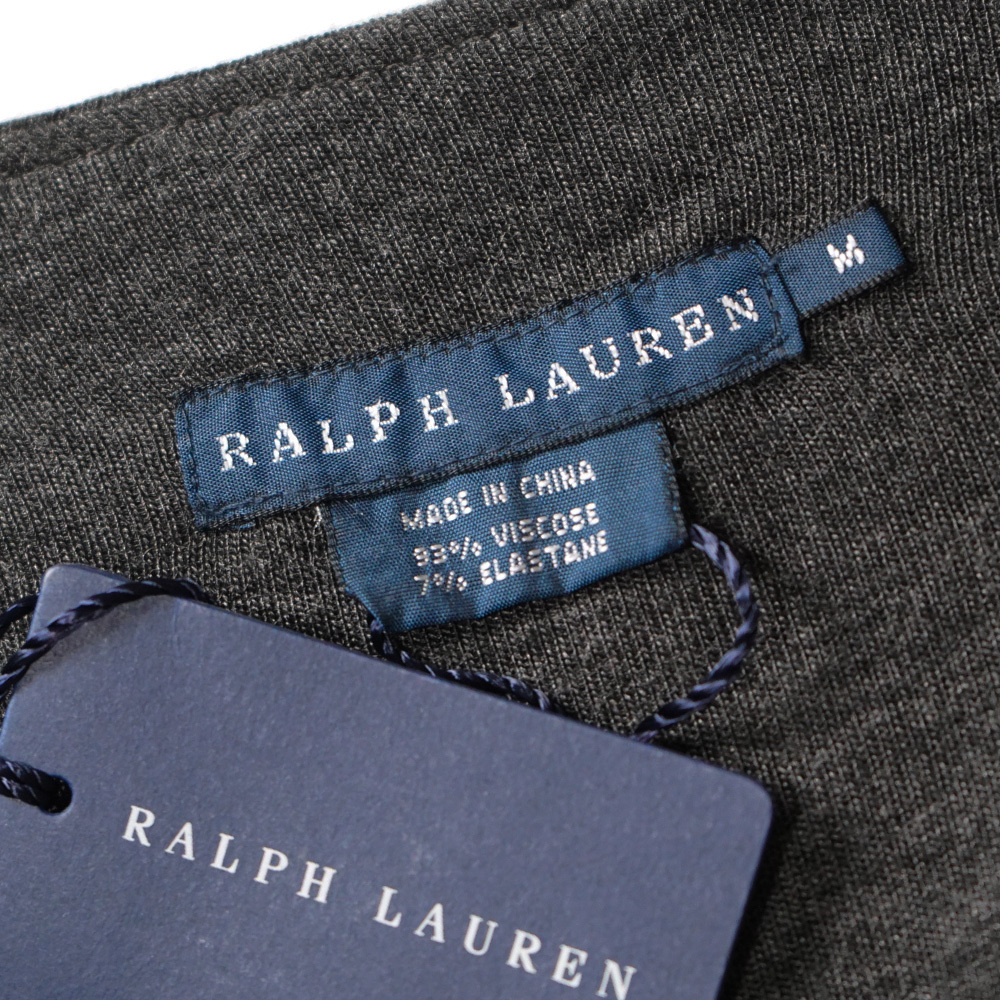 M
RALPH LAUREN
MADE IN CHINA
93% VISCOSE
7% ELASTANE
RALPH LAUREN